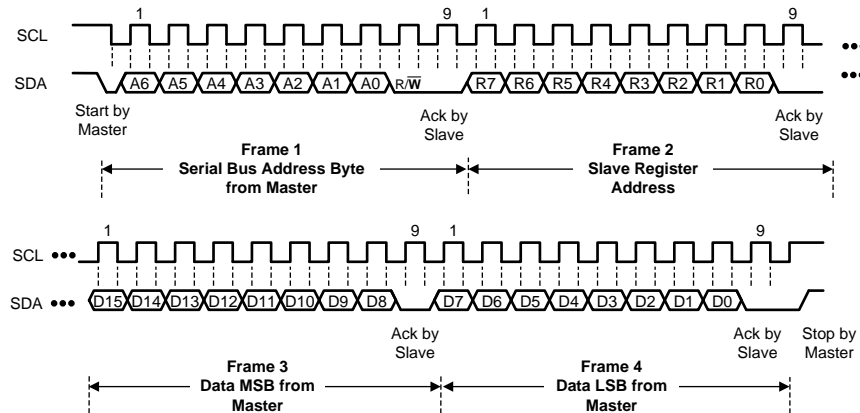 1 9 1 9
SCL
SDA A6 A5 A4 A3 A2 A1 A0 R/W̅ R7 R6 R5 R4 R3 R2 R1 R0
Start by
Master
Ack by
Slave
Ack by
Slave
Frame 1
Serial Bus Address Byte
from Master
Frame 2
Slave Register
Address
1 9 1 9
SCL
SDA D15 D14 D13 D12 D11 D10 D9 D8 D7 D6 D5 D4 D3 D2 D1 D0
Ack by
Slave
Ack by
Slave
Stop by
Master
Frame 3
Data MSB from
Master
Frame 4
Data LSB from
Master